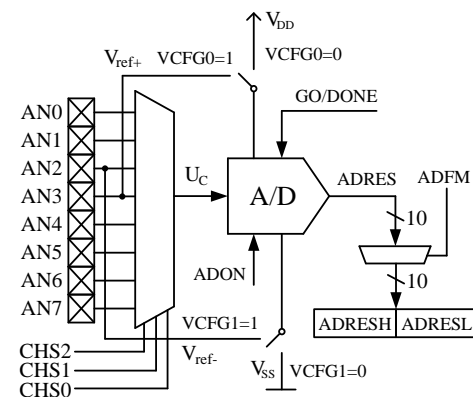 V_DD
VCFG0=1
VCFG0=0
V_ref+
GO/DONE
AN0
AN1
AN2
AN3
AN4
AN5
AN6
AN7
U_C
A/D
ADRES
ADFM
10
10
ADON
ADRESH
ADRESL
VCFG1=1
V_ref-
V_SS
VCFG1=0
CHS2
CHS1
CHS0